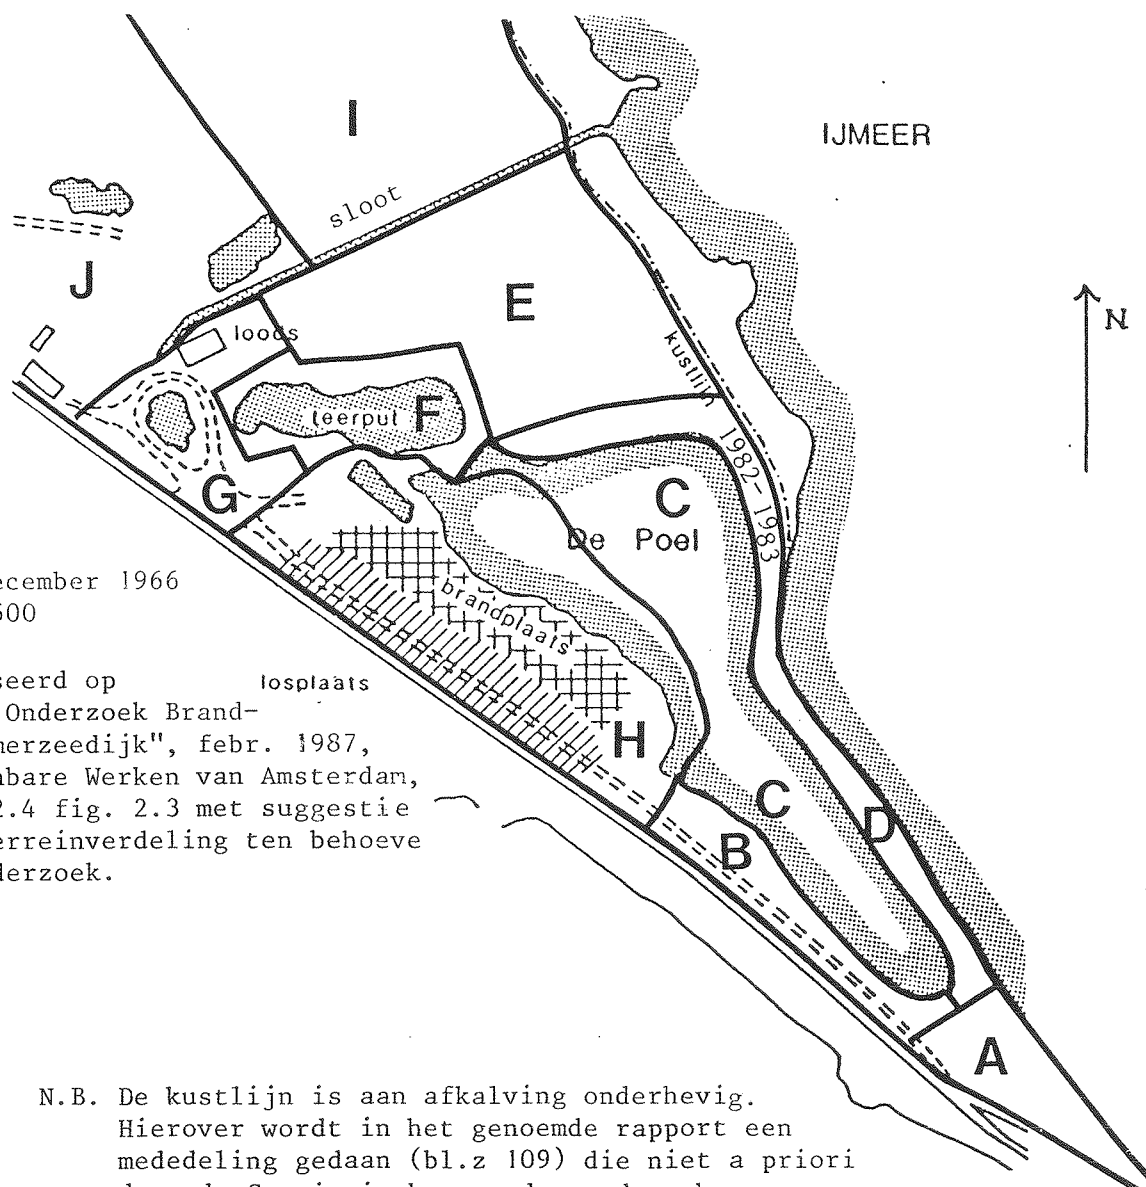 I
IJMEER
sloot
J
E
N
loods
kustlijn
teerput
F
1982-1983
G
C
De Poel
ecember 1966
500
brandplaats
seerd op
losplaats
Onderzoek Brand-
merzeedijk", febr. 1987,
H
nbare Werken van Amsterdam,
2.4 fig. 2.3 met suggestie
C
D
erreinverdeling ten behoeve
B
derzoek.
A
N.B. De kustlijn is aan afkalving onderhevig.
Hierover wordt in het genoemde rapport een
mededeling gedaan (bl.z 109) die niet a priori